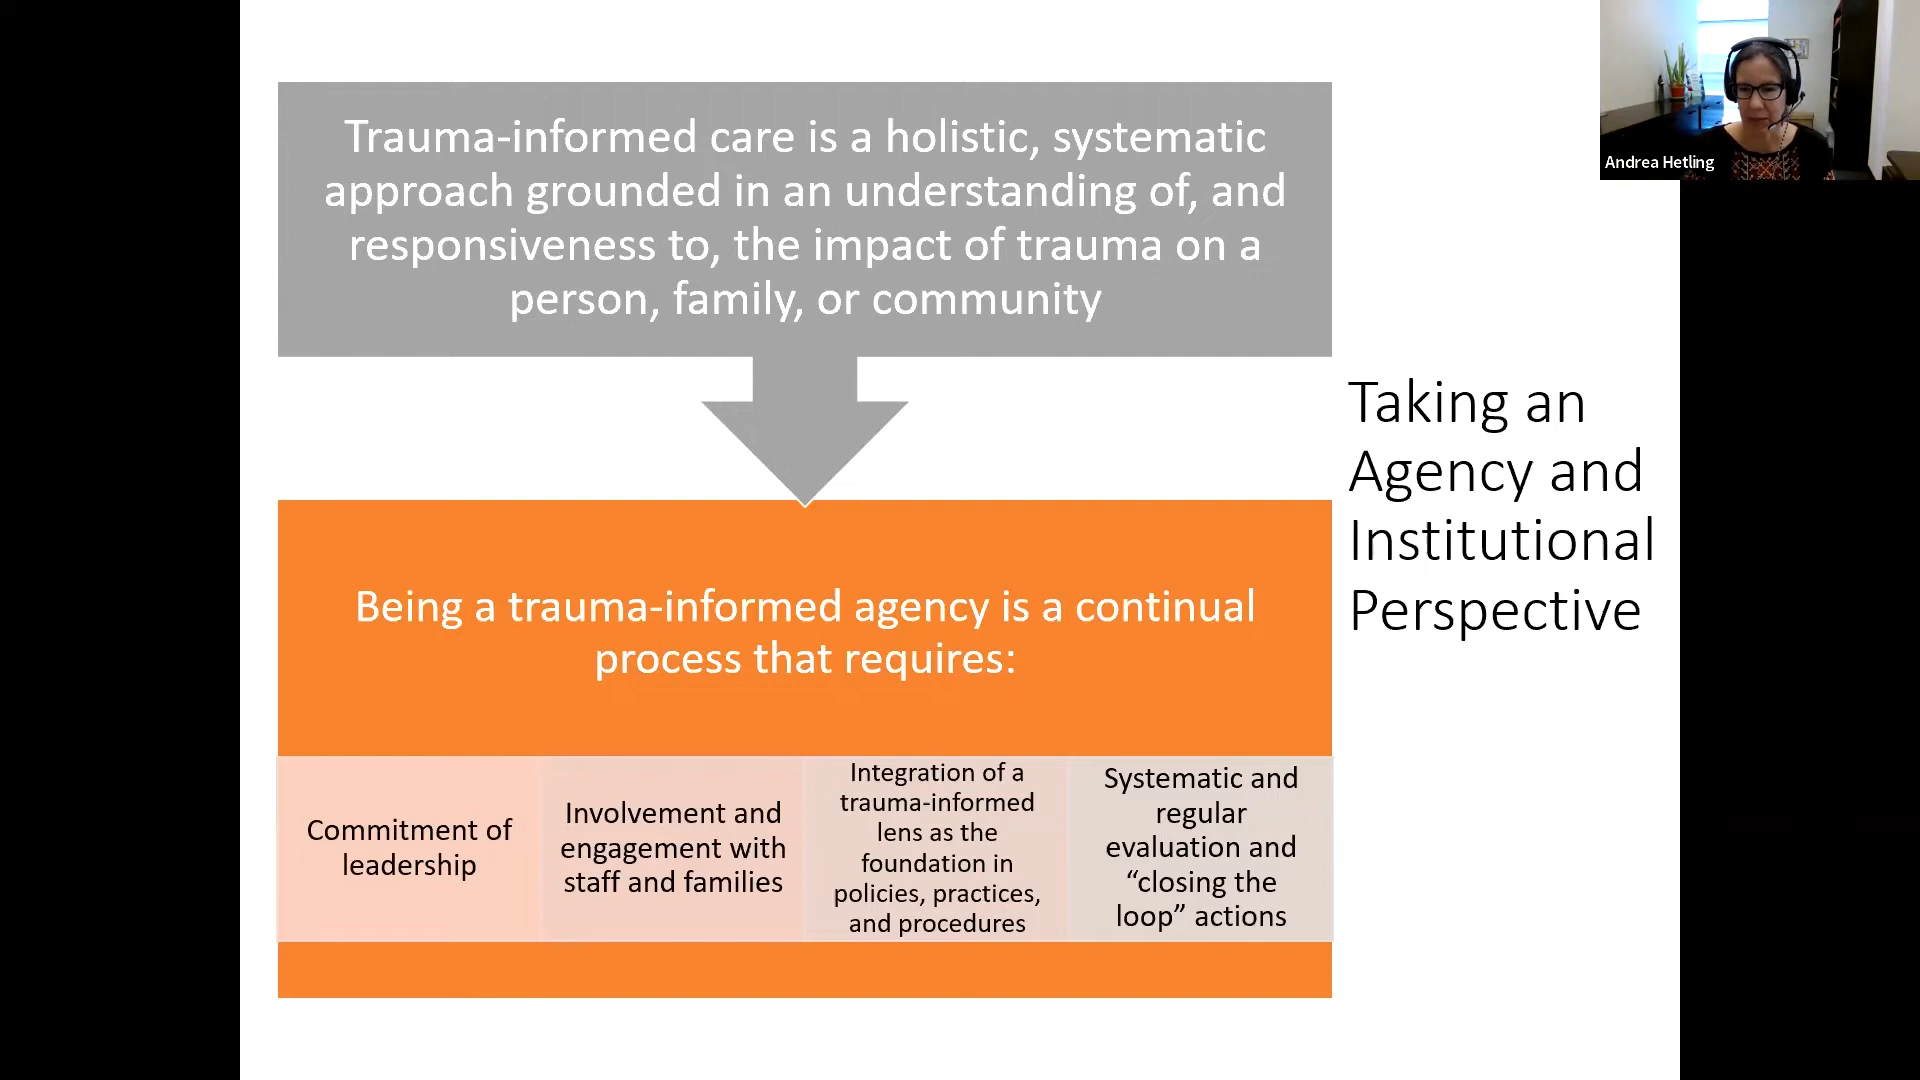 Trauma-informed care is a holistic, systematic
approach grounded in an understanding of, and
responsiveness to, the impact of trauma on a
person, family, or community
Being a trauma-informed agency is a continual
process that requires:
Commitment of
leadership
Involvement and
engagement with
staff and families
Integration of a
trauma-informed
lens as the
foundation in
policies, practices,
and procedures
Systematic and
regular
evaluation and
“closing the
loop” actions
Taking an
Agency and
Institutional
Perspective
Andrea Hetling